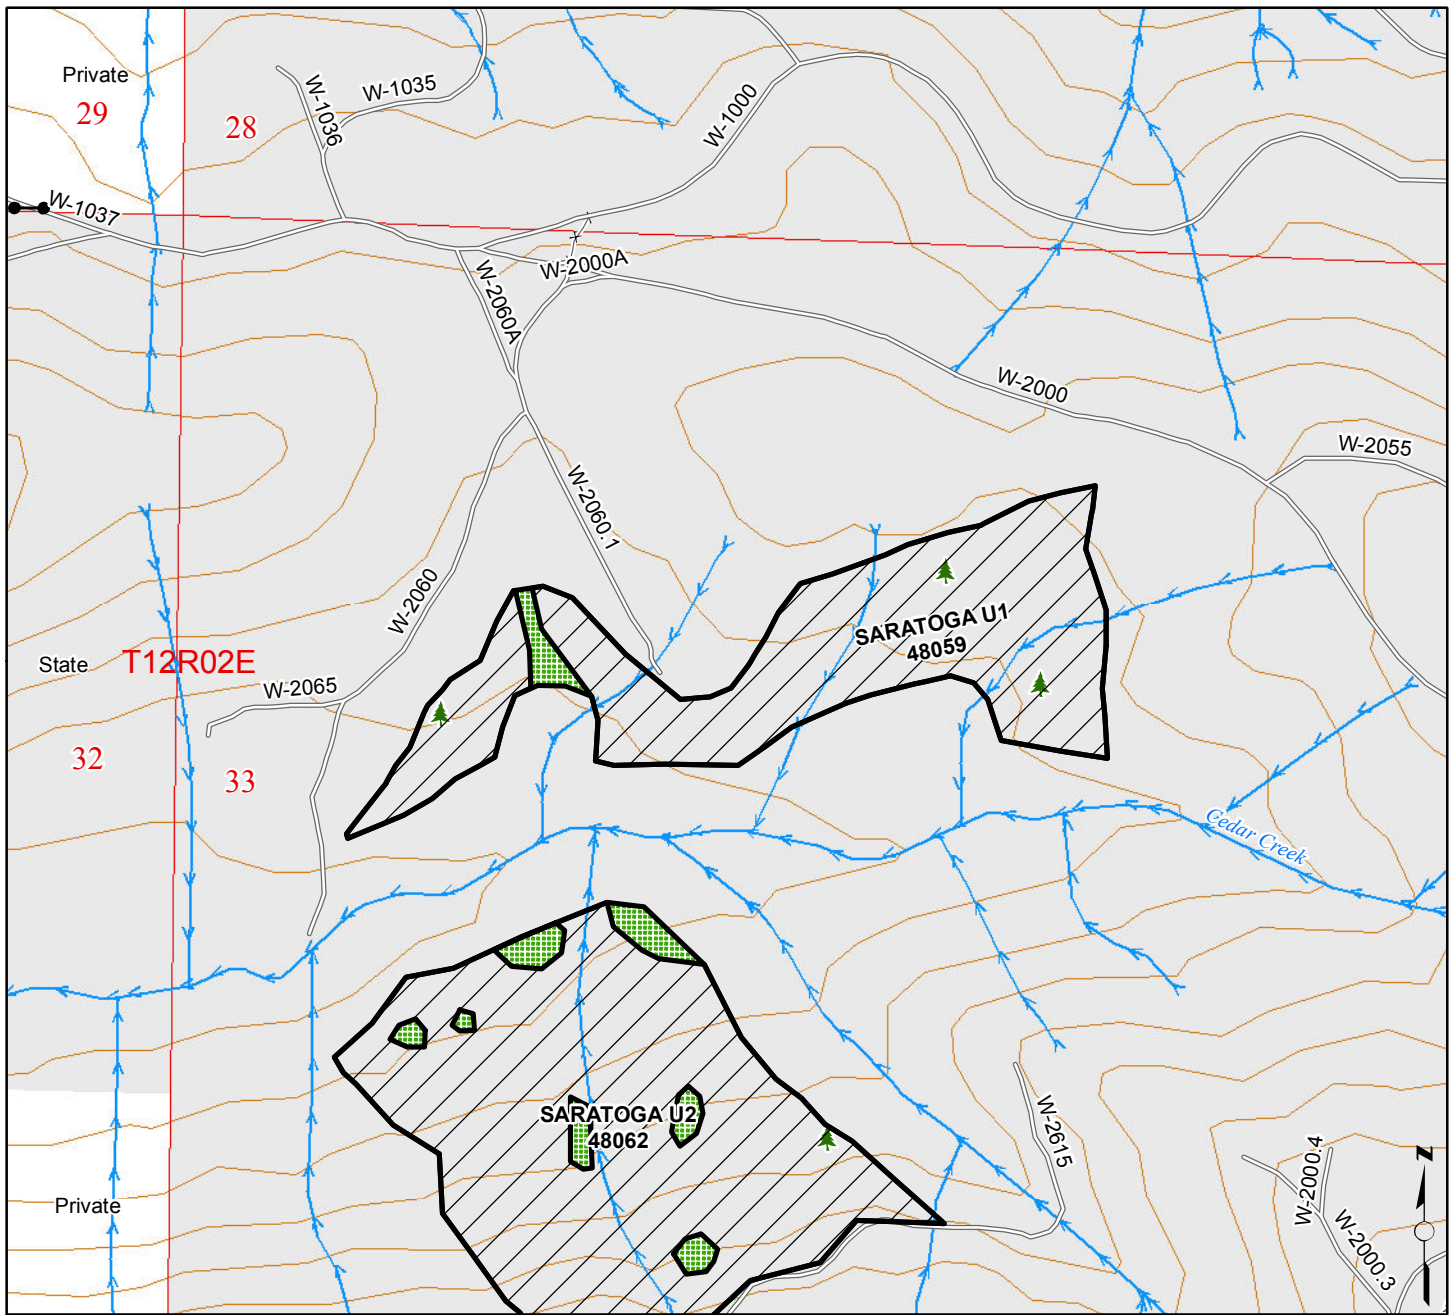 Private
29
28
W-1036
W-1035
W-1000
W-1037
W-2000A
W-2060A
W-2000
W-2055
W-2060.1
W-2060
SARATOGA U1
48059
State
T12R02E
W-2065
32
33
Cedar Creek
SARATOGA U2
48062
W-2615
W-2000.4
W-2000.3
Private
Z